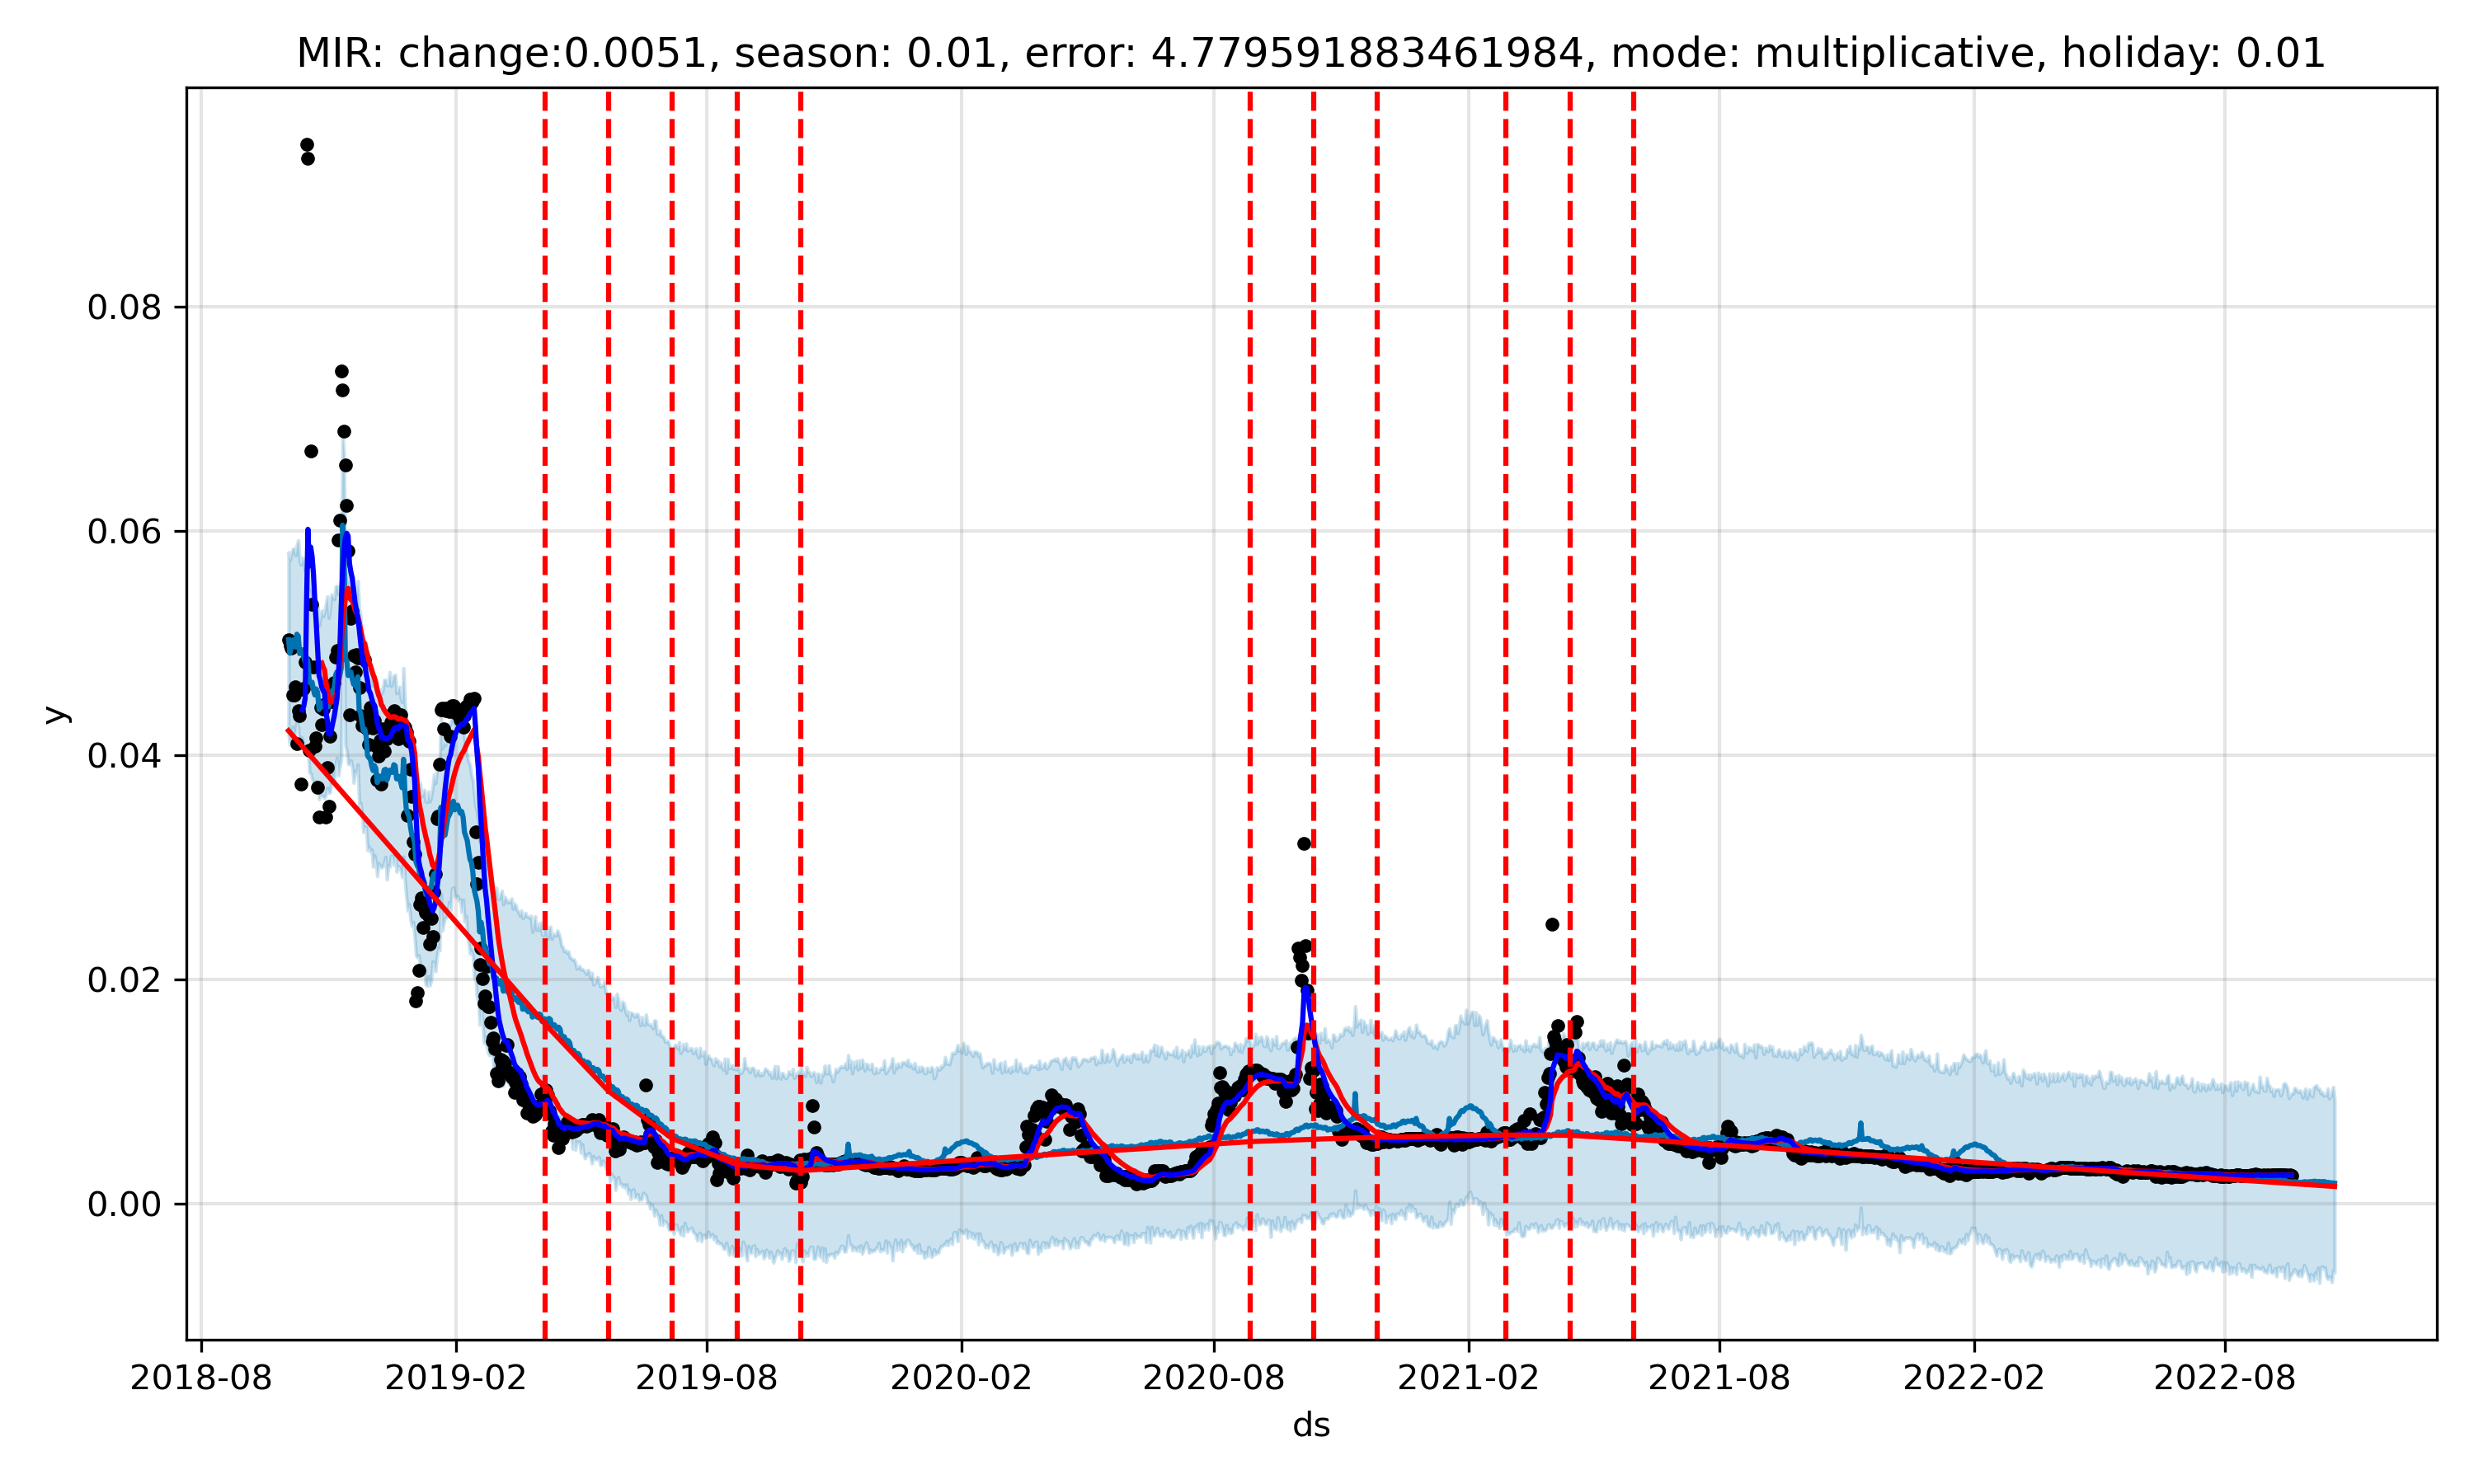 MIR: change:0.0051, season: 0.01, error: 4.779591883461984, mode: multiplicative, holiday: 0.01
y
0.08
0.06
0.04
0.02
0.00
2018-08 2019-02 2019-08 2020-02 2020-08 2021-02 2021-08 2022-02 2022-08
ds